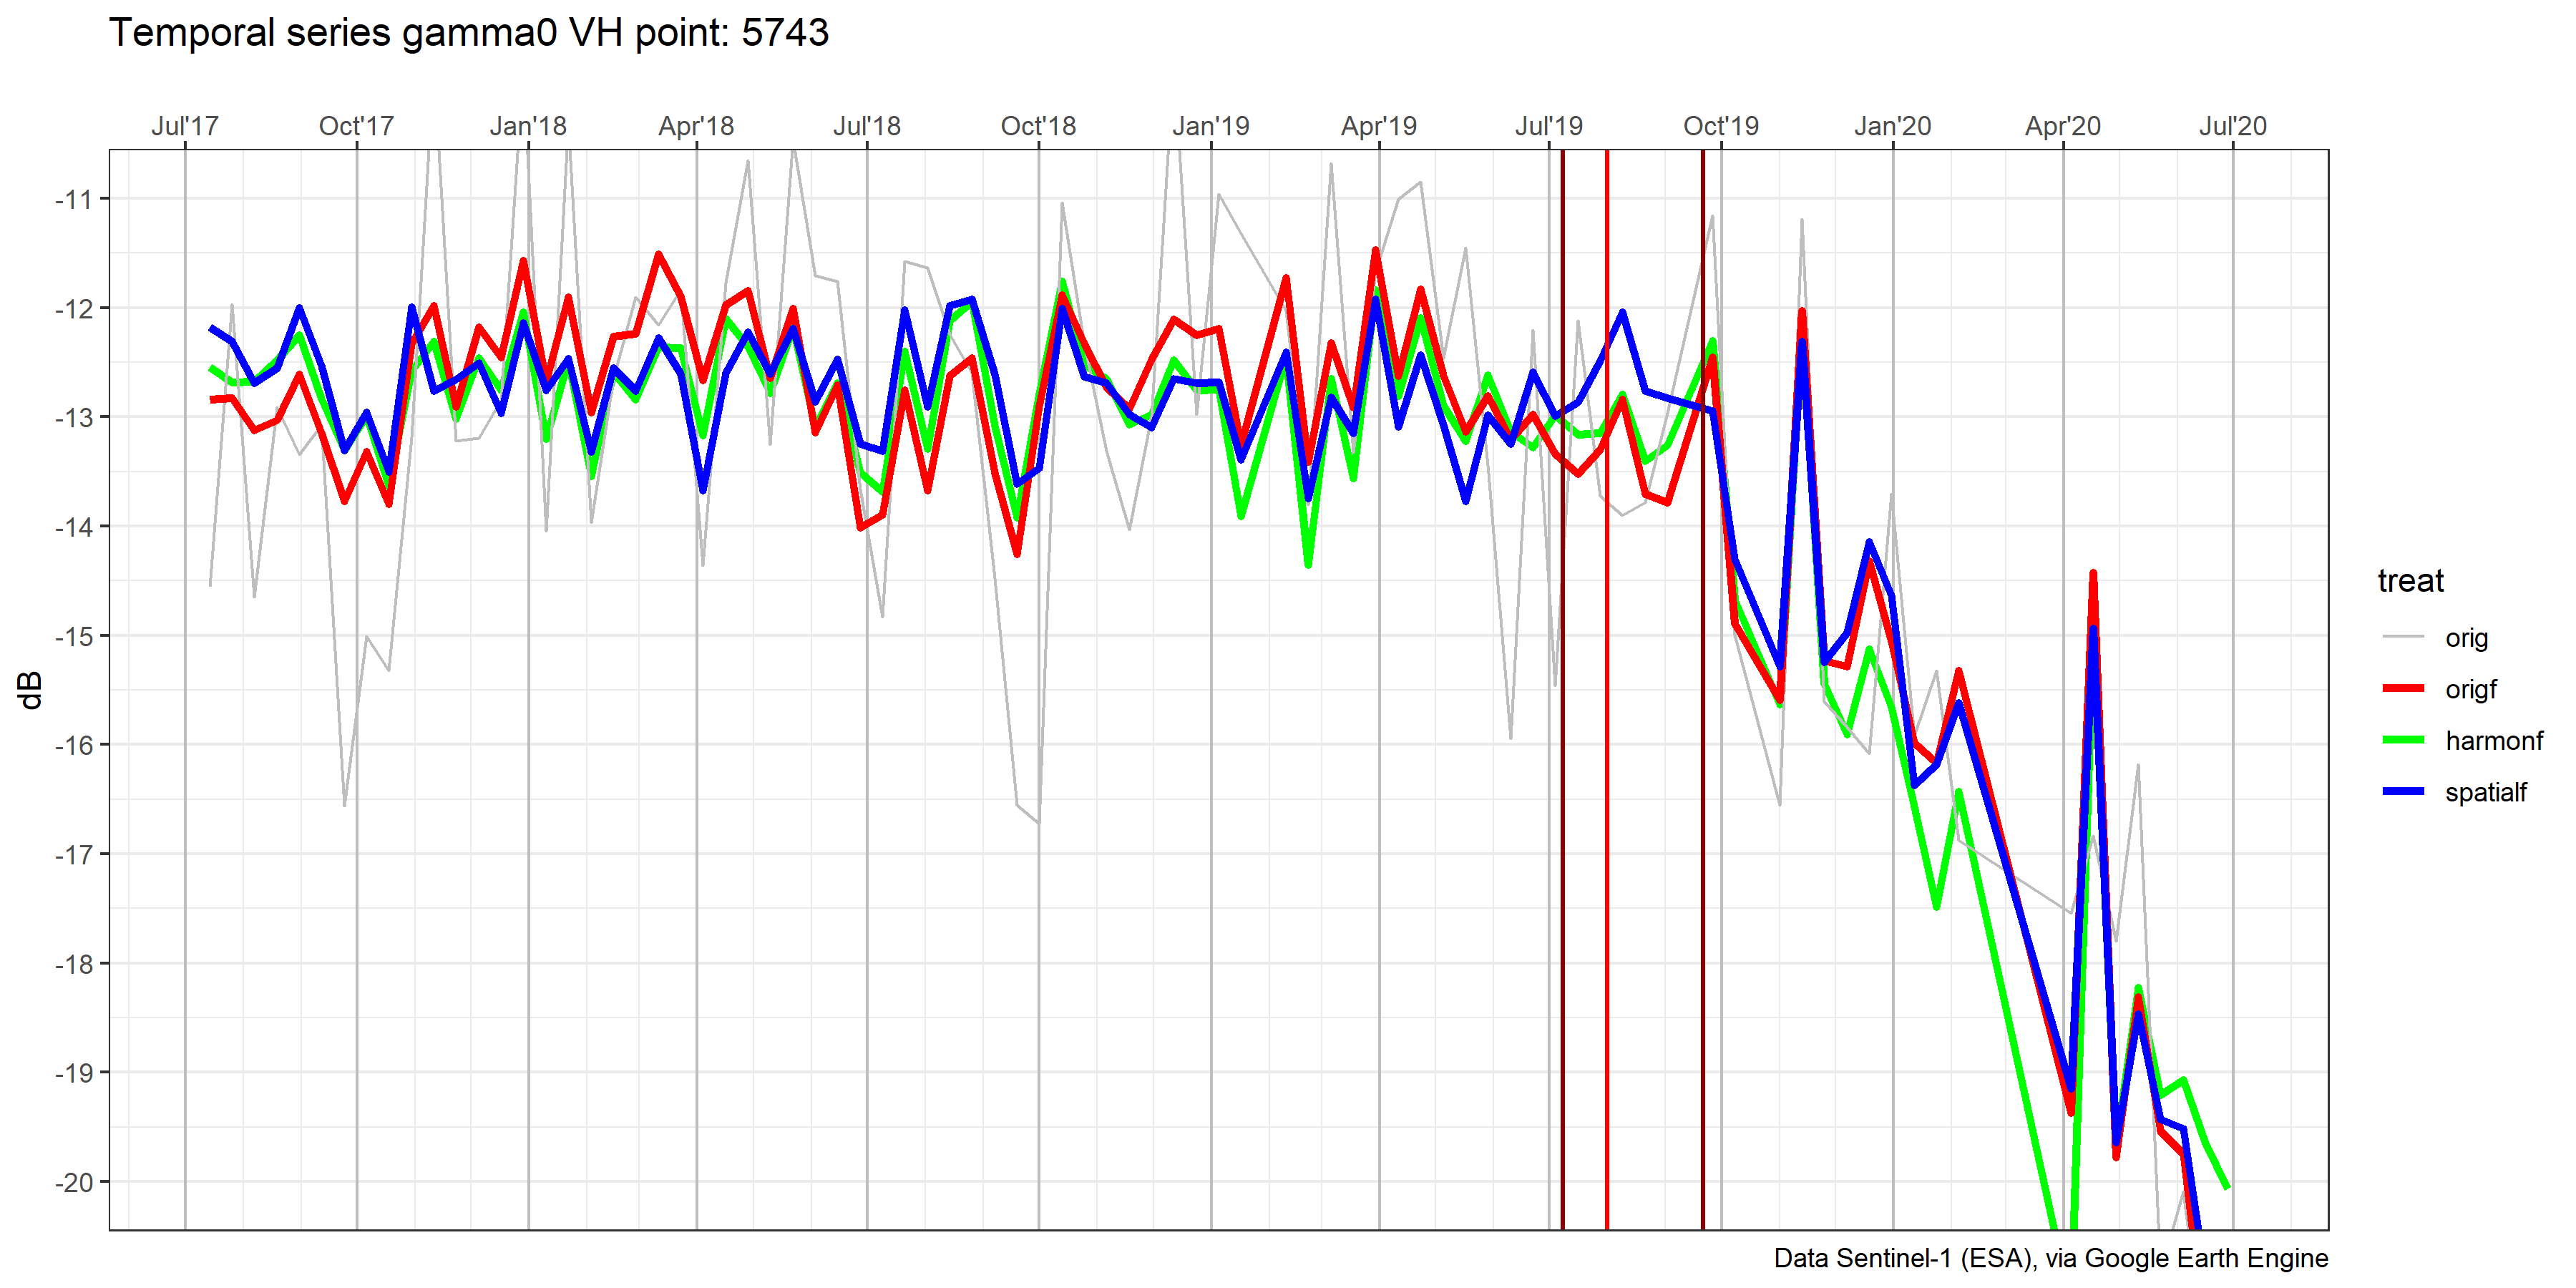 Temporal series gamma0 VH point: 5743
Jul'17 Oct'17 Jan'18 Apr'18 Jul'18 Oct'18 Jan'19 Apr'19 Jul'19 Oct'19 Jan'20 Apr'20 Jul'20
-11
-12
-13
-14
-15
-16
-17
-18
-19
-20
dB
treat
orig
origf
harmonf
spatialf
Data Sentinel-1 (ESA), via Google Earth Engine